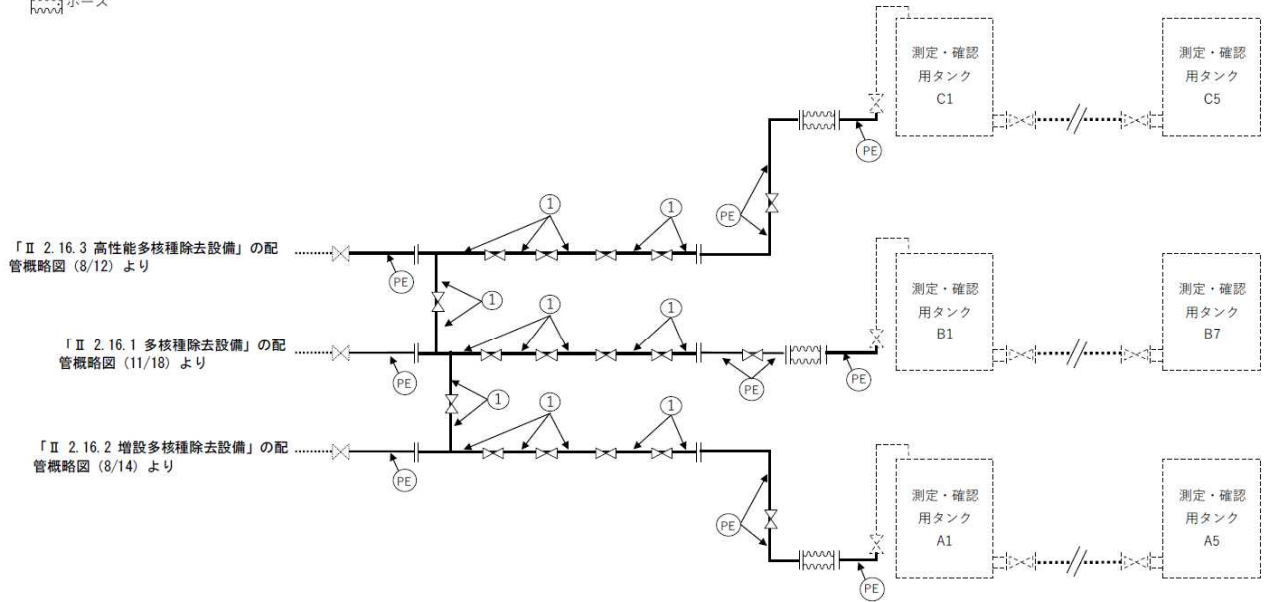 ホース
測定・確認
用タンク
C1
測定・確認
用タンク
C5
PE
PE
①
①
「Ⅱ 2.16.3 高性能多核種除去設備」の配
管概略図（8/12）より
PE
①
測定・確認
用タンク
B1
測定・確認
用タンク
B7
①
①
「Ⅱ 2.16.1 多核種除去設備」の配
管概略図（11/18）より
PE
PE
PE
①
①
①
「Ⅱ 2.16.2 増設多核種除去設備」の配
管概略図（8/14）より
PE
PE
測定・確認
用タンク
A1
測定・確認
用タンク
A5
PE